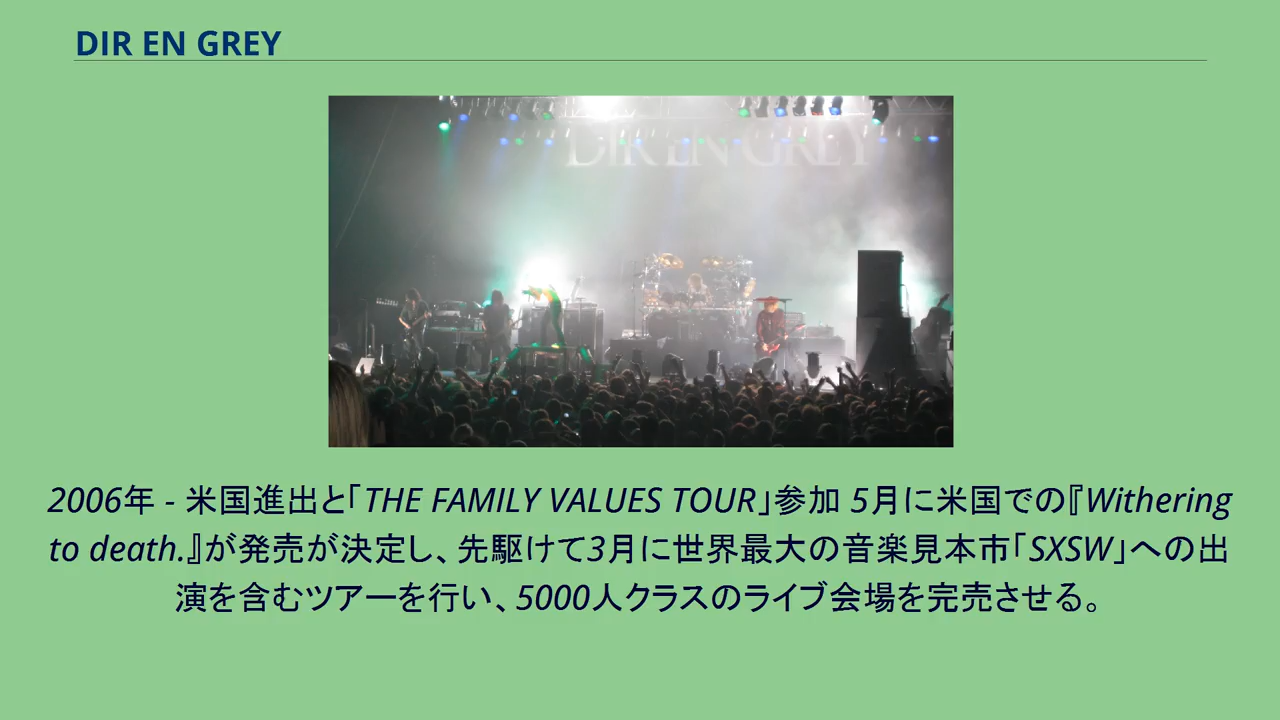 DIR EN GREY
DIR EN GREY
2006年 - 米国進出と「THE FAMILY VALUES TOUR」参加 5月に米国での『Withering
to death.』が発売が決定し、先駆けて3月に世界最大の音楽見本市「SXSW」への出
演を含むツアーを行い、5000人クラスのライブ会場を完売させる。